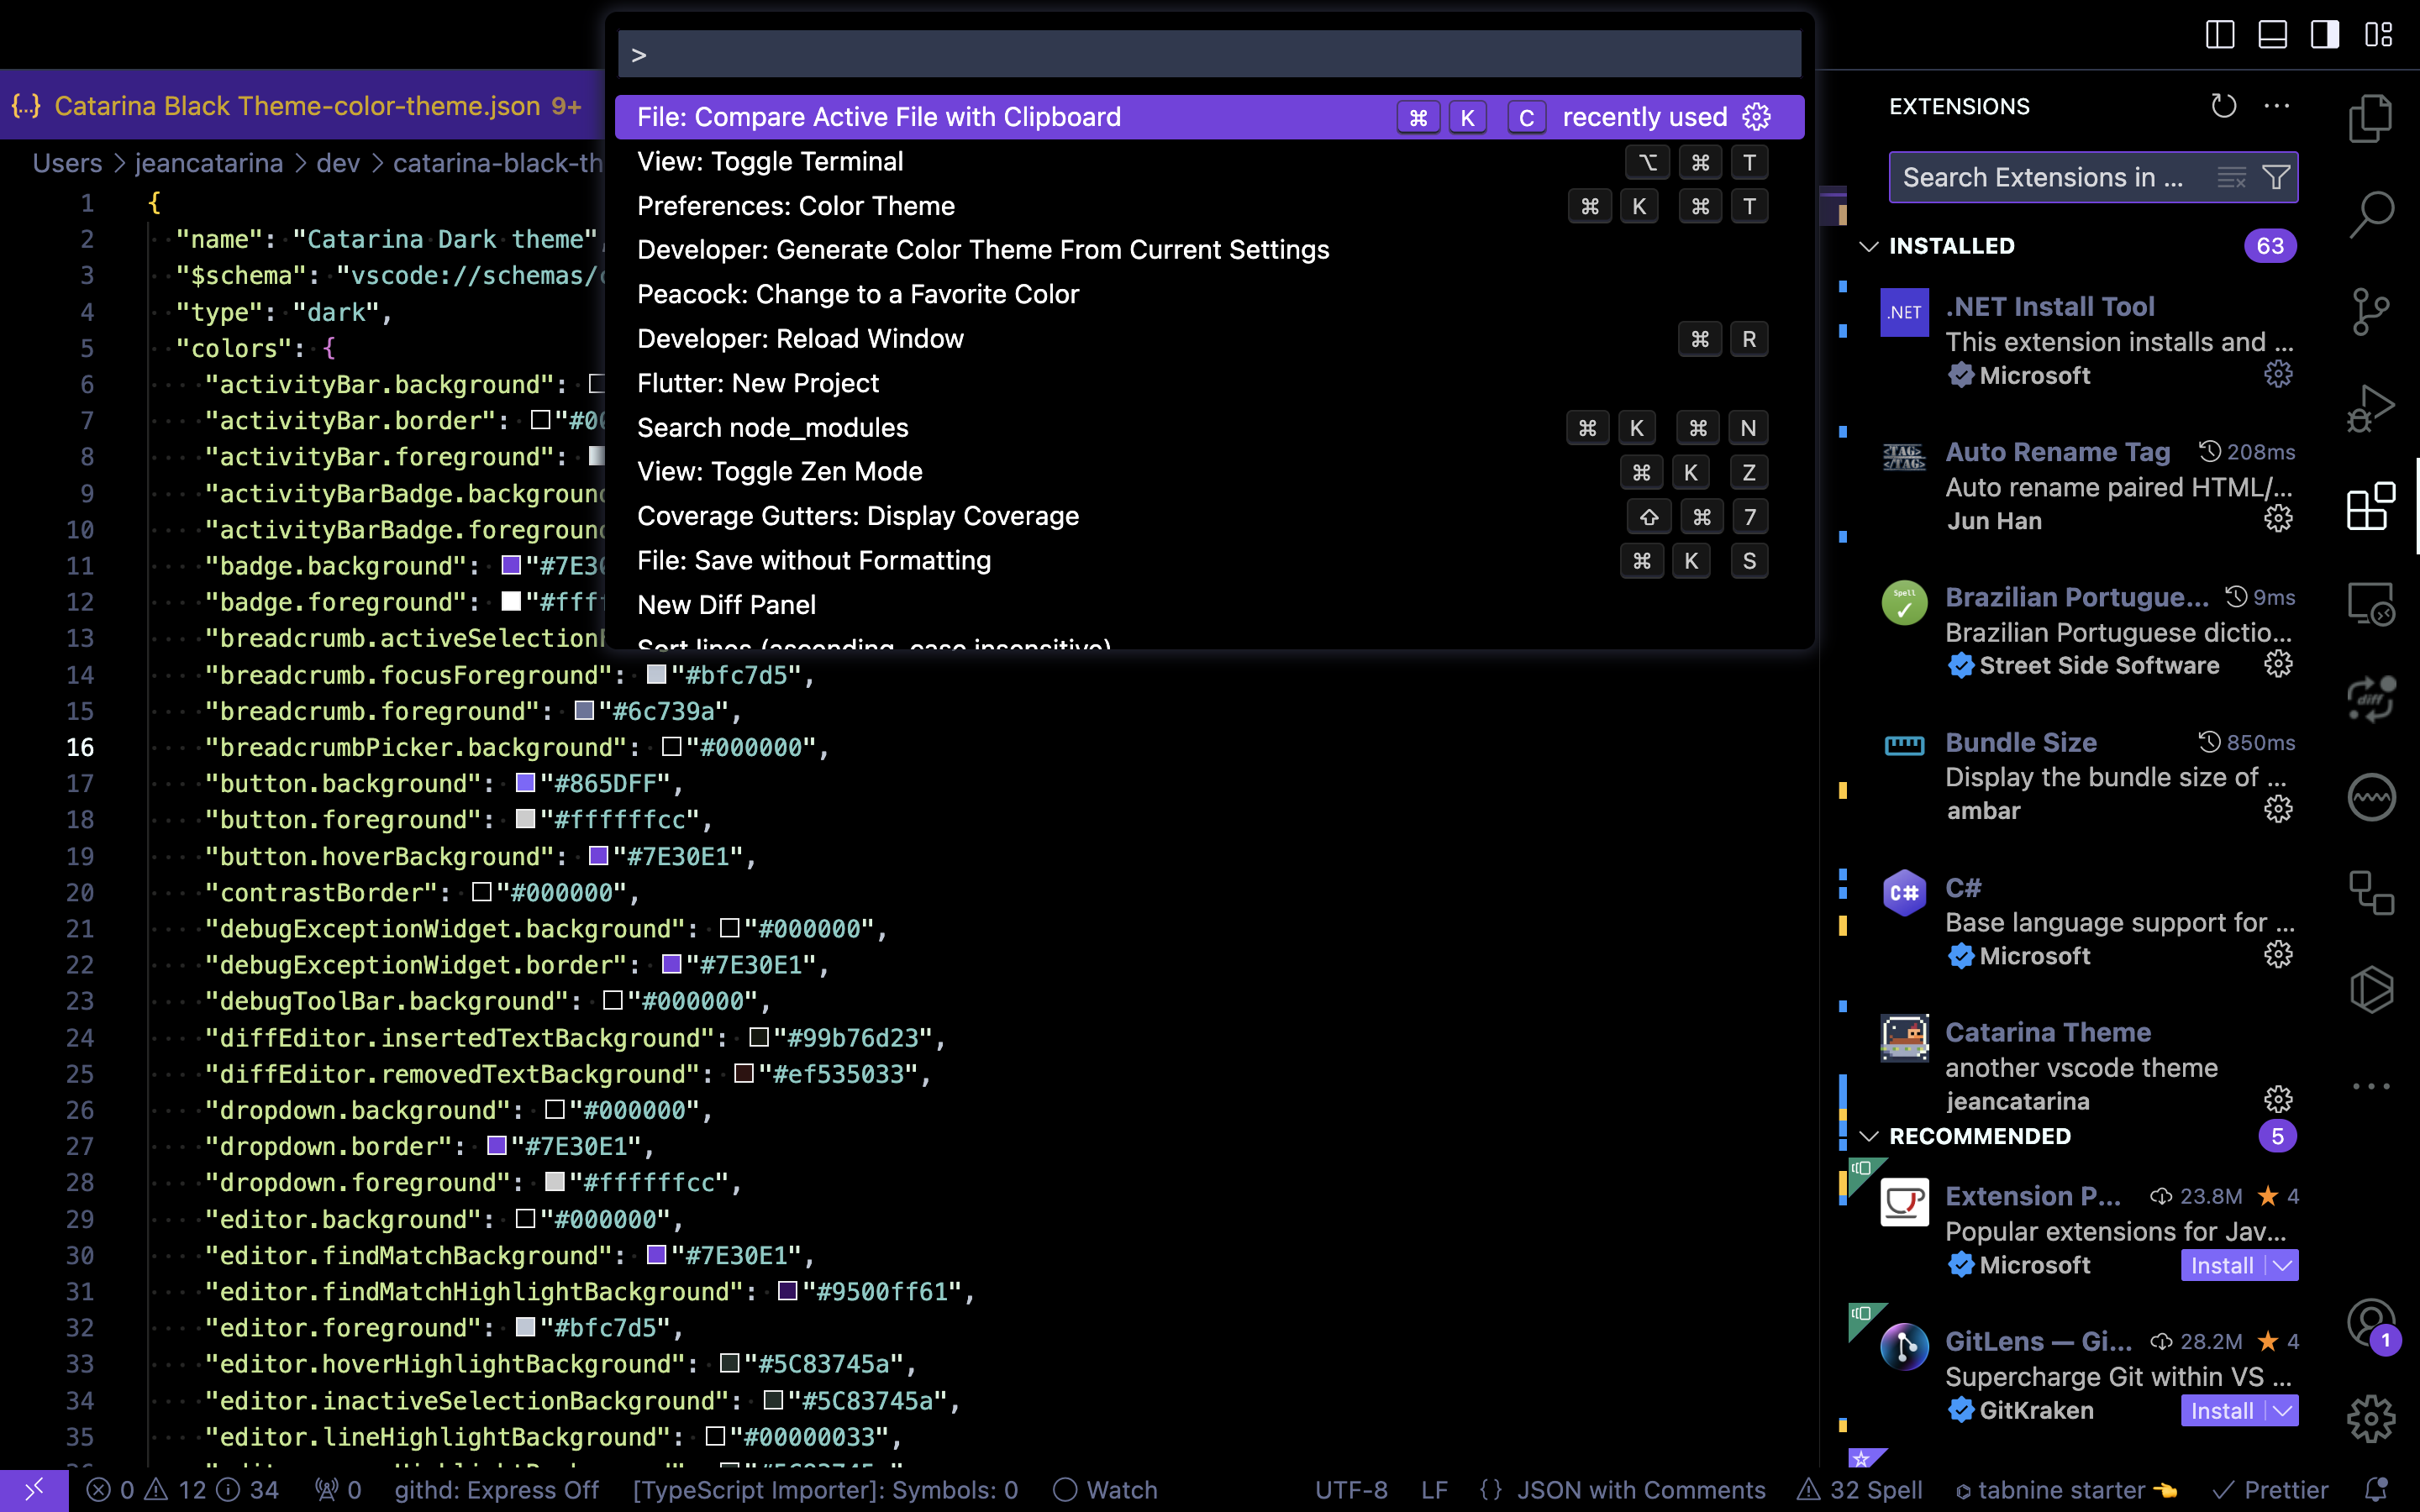 >
File: Compare Active File with Clipboard ⌘ K C recently used
View: Toggle Terminal ⌥ ⌘ T
Preferences: Color Theme ⌘ K ⌘ T
Developer: Generate Color Theme From Current Settings
Peacock: Change to a Favorite Color
Developer: Reload Window ⌘ R
Flutter: New Project
Search node_modules ⌘ K ⌘ N
View: Toggle Zen Mode ⌘ K Z
Coverage Gutters: Display Coverage ⇧ ⌘ 7
File: Save without Formatting ⌘ K S
New Diff Panel
Sort lines (ascending, case insensitive)
{..} Catarina Black Theme-color-theme.json 9+
Users > jeancatarina > dev > catarina-black-th
1 {
2 "name": "Catarina Dark theme",
3 "$schema": "vscode://schemas/
4 "type": "dark",
5 "colors": {
6 "activityBar.background":
7 "activityBar.border": "#00
8 "activityBar.foreground":
9 "activityBarBadge.background
10 "activityBarBadge.foreground
11 "badge.background": "#7E30
12 "badge.foreground": "#fff
13 "breadcrumb.activeSelection
14 "breadcrumb.focusForeground": "#bfc7d5",
15 "breadcrumb.foreground": "#6c739a",
16 "breadcrumbPicker.background": "#000000",
17 "button.background": "#865DFF",
18 "button.foreground": "#ffffffcc",
19 "button.hoverBackground": "#7E30E1",
20 "contrastBorder": "#000000",
21 "debugExceptionWidget.background": "#000000",
22 "debugExceptionWidget.border": "#7E30E1",
23 "debugToolBar.background": "#000000",
24 "diffEditor.insertedTextBackground": "#99b76d23",
25 "diffEditor.removedTextBackground": "#ef535033",
26 "dropdown.background": "#000000",
27 "dropdown.border": "#7E30E1",
28 "dropdown.foreground": "#ffffffcc",
29 "editor.background": "#000000",
30 "editor.findMatchBackground": "#7E30E1",
31 "editor.findMatchHighlightBackground": "#9500ff61",
32 "editor.foreground": "#bfc7d5",
33 "editor.hoverHighlightBackground": "#5C83745a",
34 "editor.inactiveSelectionBackground": "#5C83745a",
35 "editor.lineHighlightBackground": "#00000033",
EXTENSIONS
Search Extensions in ...
INSTALLED 63
.NET
.NET Install Tool
This extension installs and ...
Microsoft
<TAG>
</TAG>
Auto Rename Tag 208ms
Auto rename paired HTML/...
Jun Han
Spell
Brazilian Portugue... 9ms
Brazilian Portuguese dictio...
Street Side Software
Bundle Size 850ms
Display the bundle size of ...
ambar
C#
C#
Base language support for ...
Microsoft
Catarina Theme
another vscode theme
jeancatarina
RECOMMENDED 5
Extension P... 23.8M ★ 4
Popular extensions for Jav...
Microsoft Install
GitLens — Gi... 28.2M ★ 4
Supercharge Git within VS ...
GitKraken Install
diff
1
0 12 34 0 githd: Express Off [TypeScript Importer]: Symbols: 0 Watch UTF-8 LF {} JSON with Comments 32 Spell tabnine starter 👈 Prettier